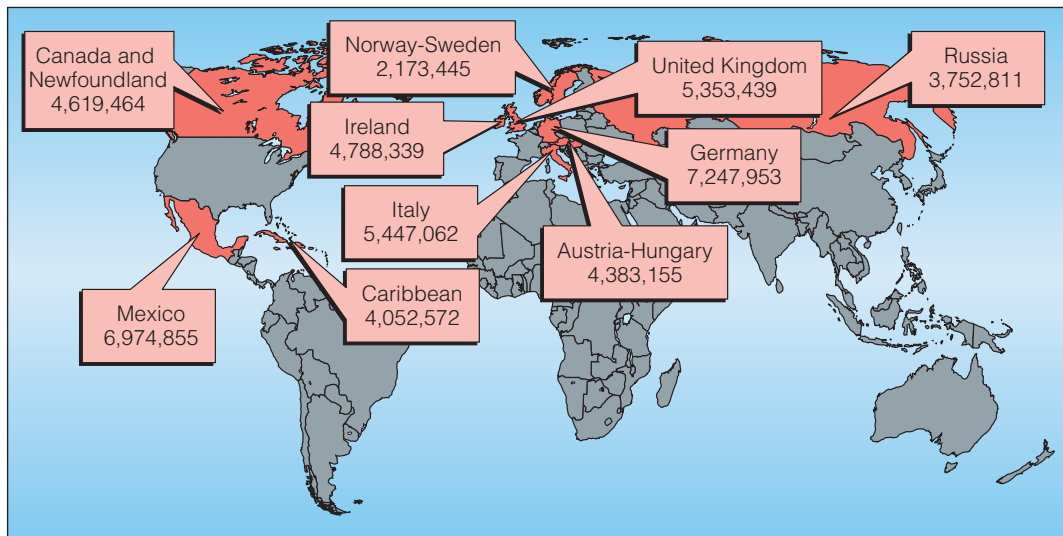 Canada and
Newfoundland
4,619,464
Norway-Sweden
2,173,445
United Kingdom
5,353,439
Russia
3,752,811
Ireland
4,788,339
Germany
7,247,953
Italy
5,447,062
Austria-Hungary
4,383,155
Mexico
6,974,855
Caribbean
4,052,572